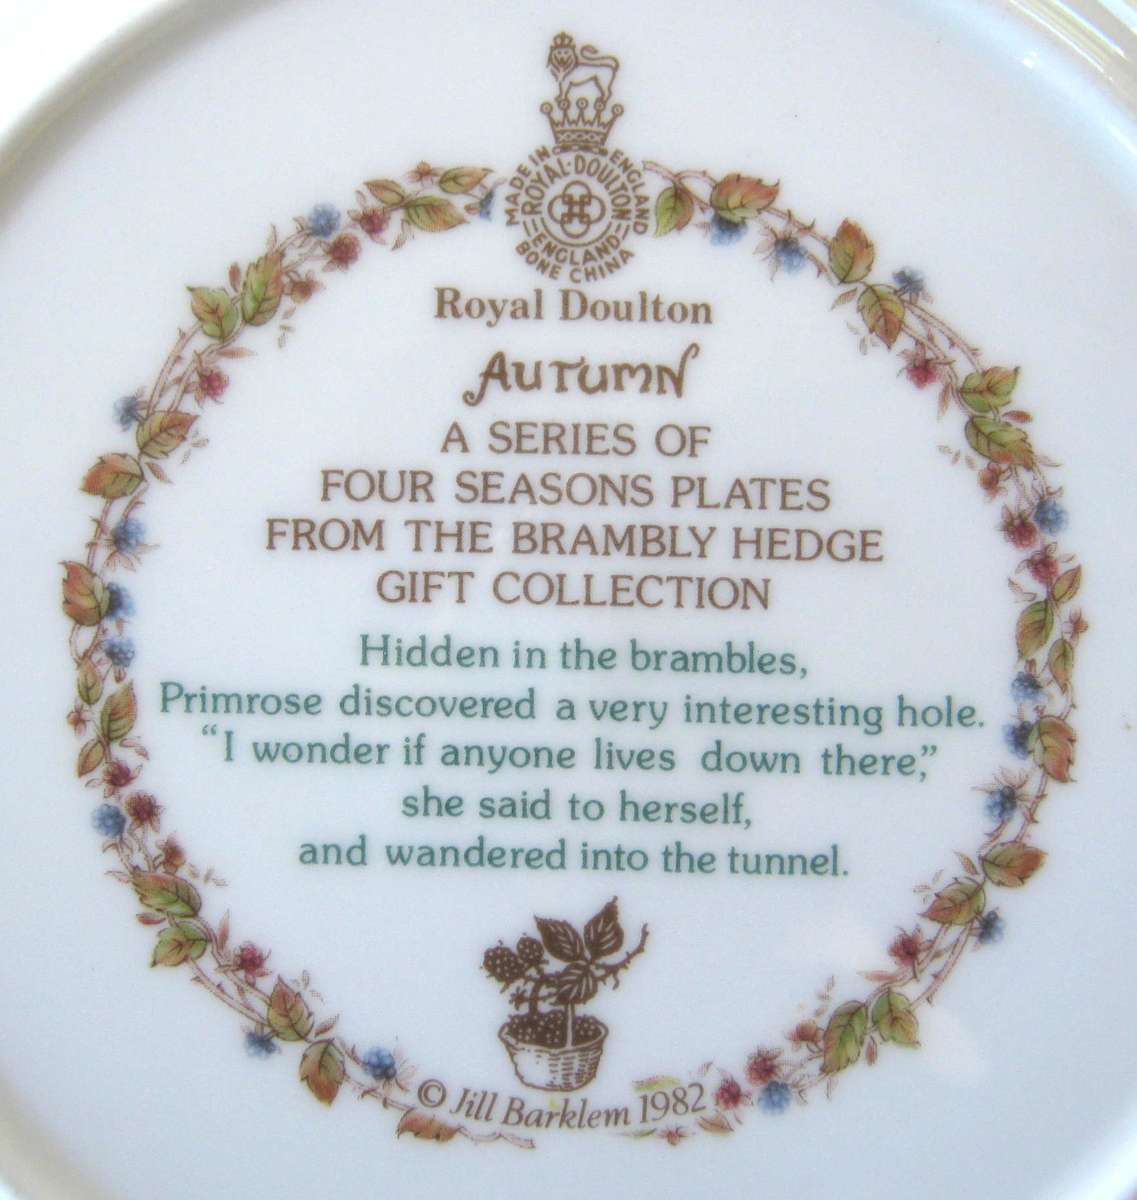 MADE IN ENGLAND
ROYAL·DOULTON
ENGLAND
BONE CHINA
Royal Doulton
AUTUMN
A SERIES OF
FOUR SEASONS PLATES
FROM THE BRAMBLY HEDGE
GIFT COLLECTION
Hidden in the brambles,
Primrose discovered a very interesting hole.
“I wonder if anyone lives down there,”
she said to herself,
and wandered into the tunnel.
© Jill Barklem 1982